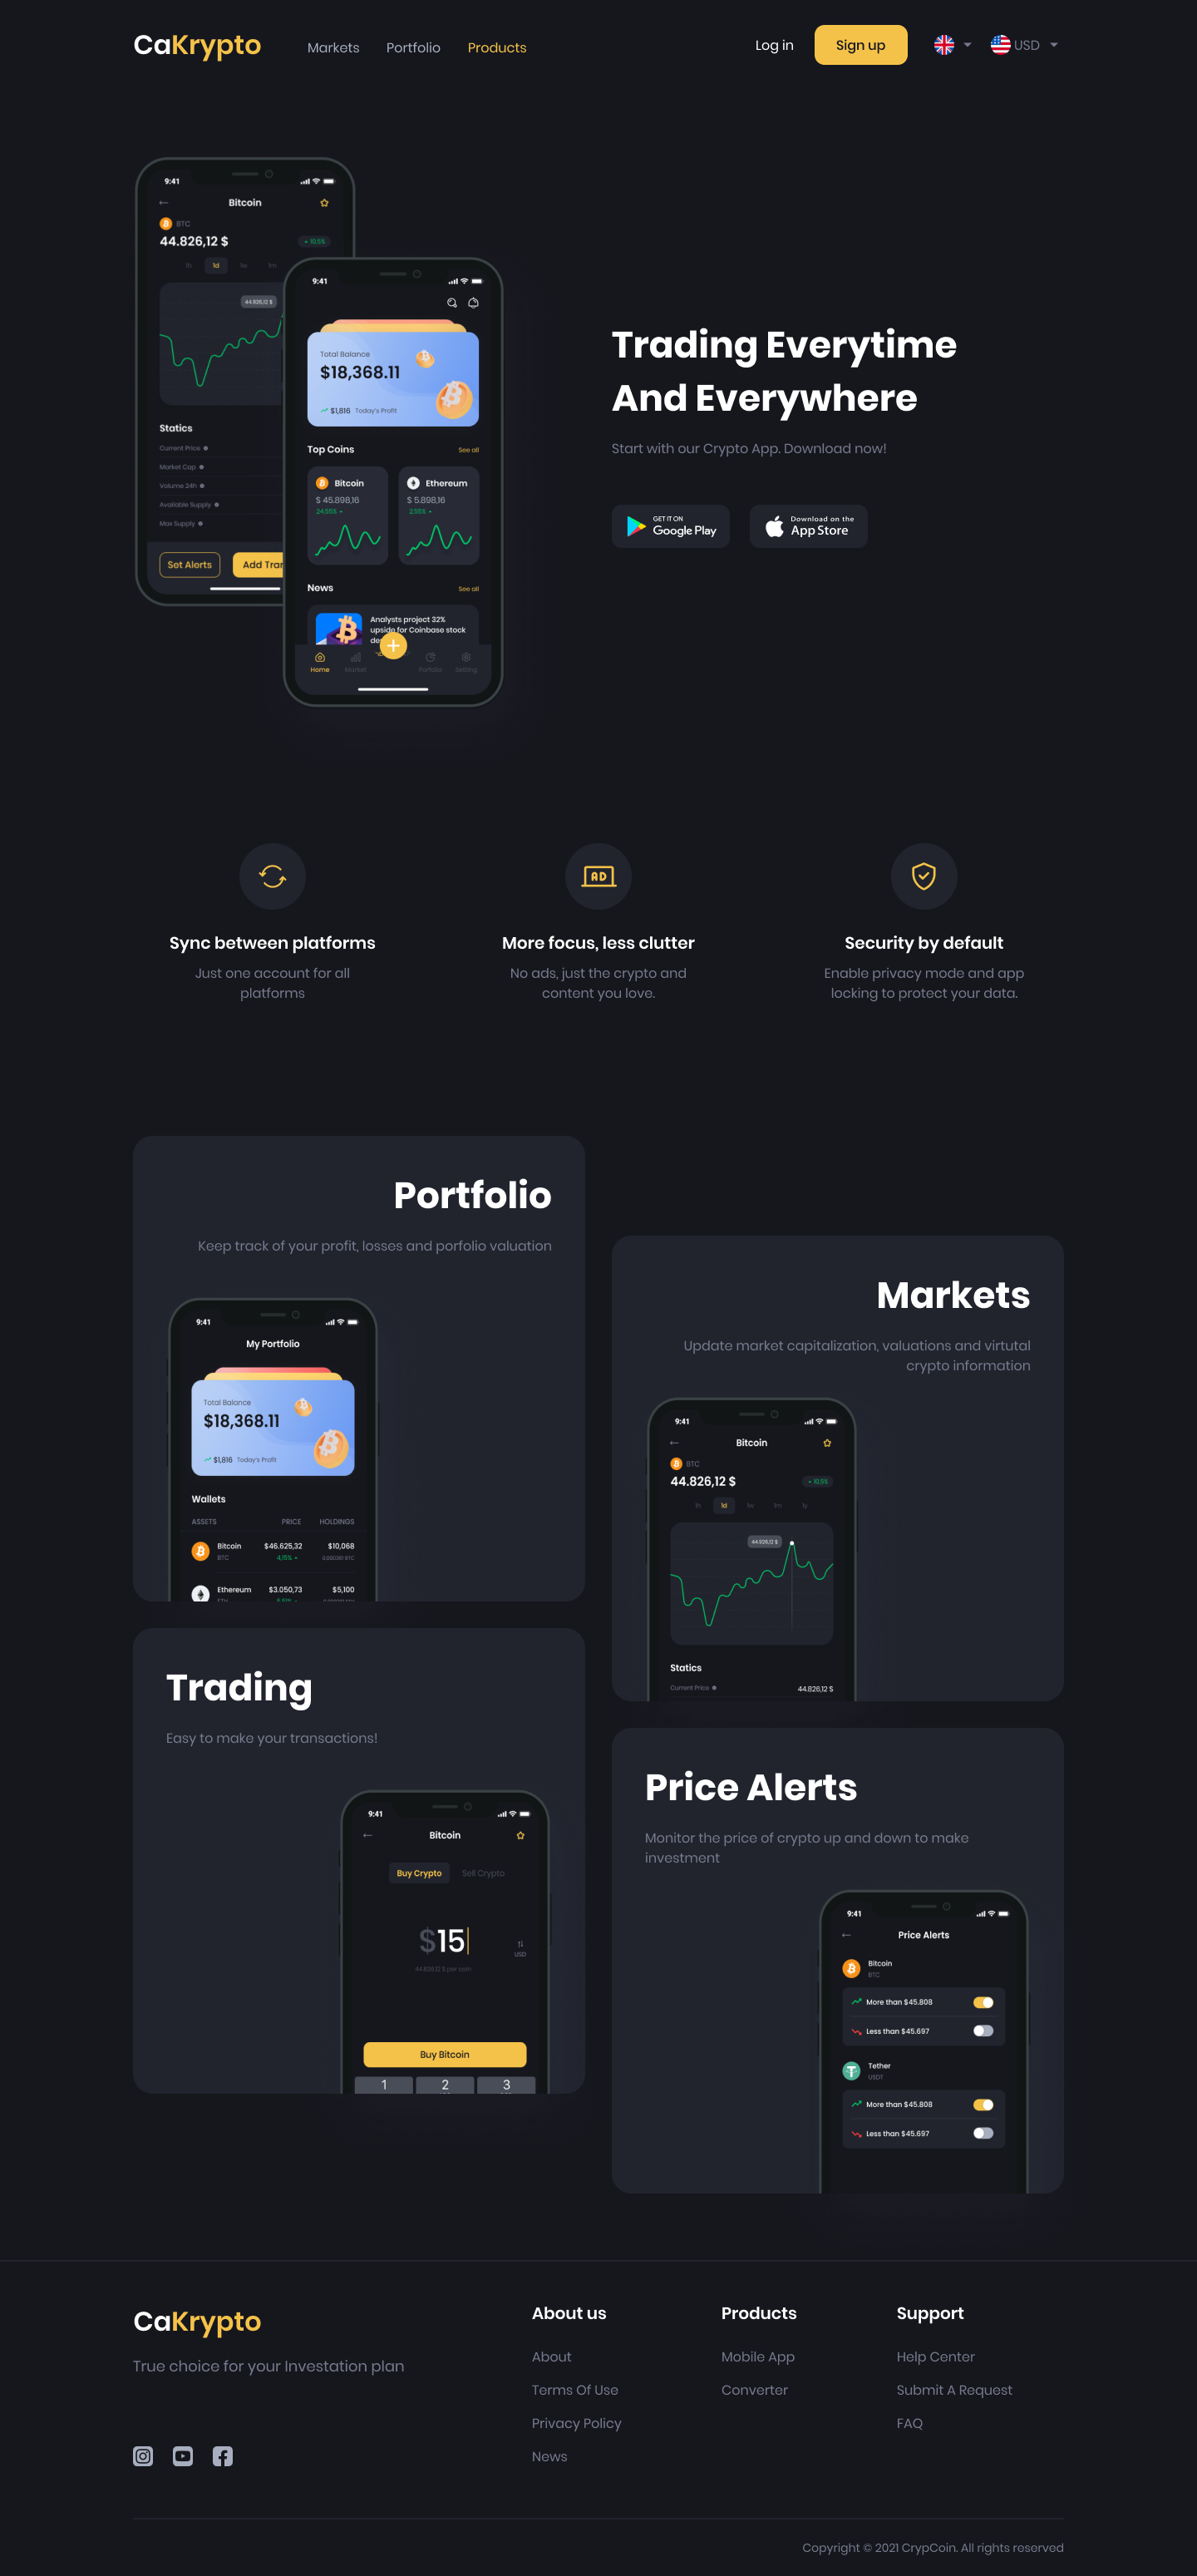 CaKrypto
Markets
Portfolio
Products
Log in
Sign up
USD
9:41
Bitcoin
BTC
44.826,12 $
+ 10,5%
1h
1d
1w
1m
44.826,12 $
Statics
Current Price
Market Cap
Volume 24h
Available Supply
Max Supply
Set Alerts
Add Tran
9:41
Total Balance
$18,368.11
$1,816 Today's Profit
Top Coins
See all
Bitcoin
$ 45.898,16
24,55%
Ethereum
$ 5.898,16
2,55%
News
See all
Analysts project 32%
upside for Coinbase stock
Home
Market
Porfolio
Setting
Trading Everytime
And Everywhere
Start with our Crypto App. Download now!
GET IT ON
Google Play
Download on the
App Store
Sync between platforms
Just one account for all
platforms
More focus, less clutter
No ads, just the crypto and
content you love.
Security by default
Enable privacy mode and app
locking to protect your data.
AD
Portfolio
Keep track of your profit, losses and porfolio valuation
9:41
My Portfolio
Total Balance
$18,368.11
$1,816 Today's Profit
Wallets
ASSETS PRICE HOLDINGS
Bitcoin $46.625,32 $10,068
BTC 4,15%
Ethereum $3.050,73 $5,100
Markets
Update market capitalization, valuations and virtutal
crypto information
9:41
Bitcoin
BTC
44.826,12 $
+ 10,5%
1h
1d
1w
1m
1y
44.826,12 $
Statics
Current Price 44.826,12 $
Trading
Easy to make your transactions!
9:41
Bitcoin
Buy Crypto
Sell Crypto
$15
USD
44.826,12 $ per coin
Buy Bitcoin
1 2 3
Price Alerts
Monitor the price of crypto up and down to make
investment
9:41
Price Alerts
Bitcoin
BTC
More than $45.808
Less than $45.697
Tether
USDT
More than $45.808
Less than $45.697
CaKrypto
True choice for your Investation plan
About us
About
Terms Of Use
Privacy Policy
News
Products
Mobile App
Converter
Support
Help Center
Submit A Request
FAQ
Copyright © 2021 CrypCoin. All rights reserved